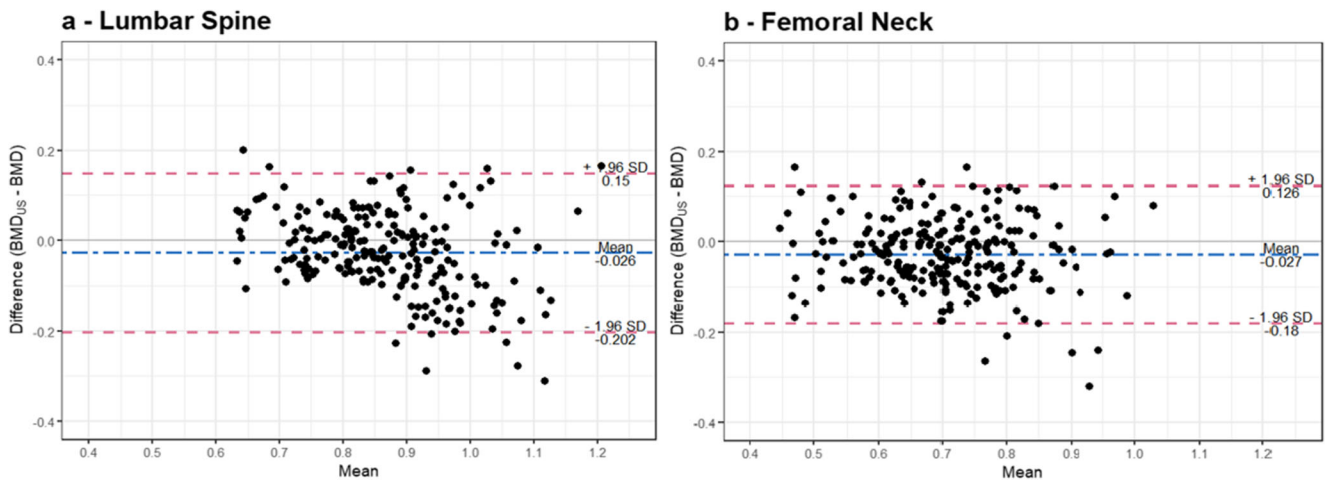 a - Lumbar Spine
Difference (BMDUS - BMD)
0.4
0.2
0.0
-0.2
-0.4
+ 1.96 SD
0.15
Mean
-0.026
- 1.96 SD
-0.202
0.4 0.5 0.6 0.7 0.8 0.9 1.0 1.1 1.2
Mean
b - Femoral Neck
Difference (BMDUS - BMD)
0.4
0.2
0.0
-0.2
-0.4
+ 1.96 SD
0.126
Mean
-0.027
- 1.96 SD
-0.18
0.4 0.5 0.6 0.7 0.8 0.9 1.0 1.1 1.2
Mean